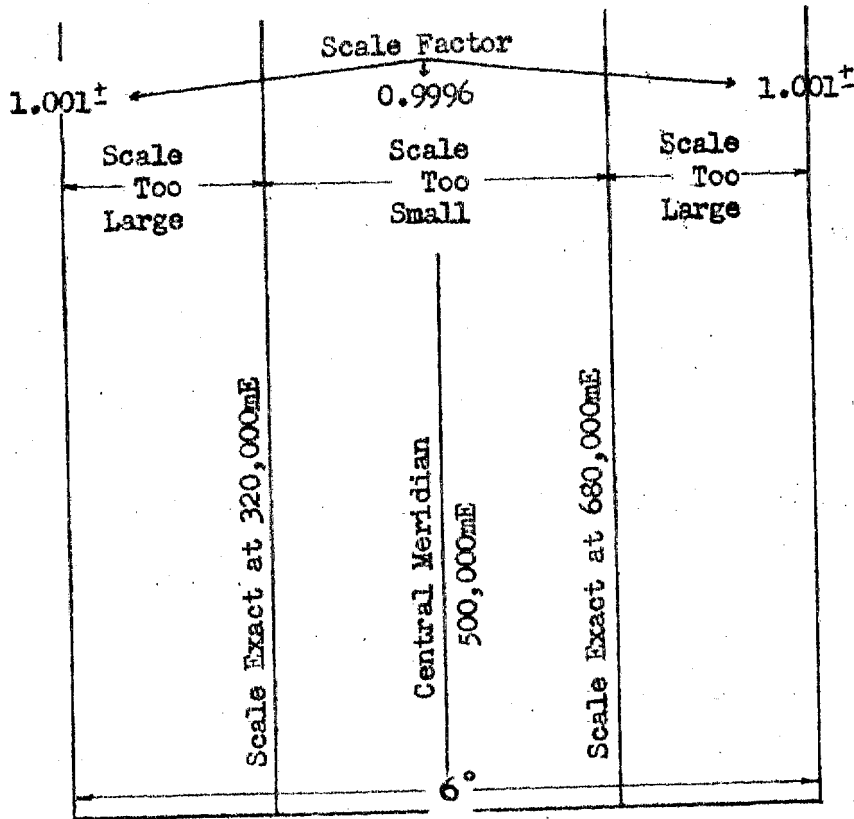 Scale Factor
1.001± 0.9996 1.001±
Scale
Too
Large
Scale
Too
Small
Scale
Too
Large
Scale Exact at 320,000mE
Central Meridian
500,000mE
Scale Exact at 680,000mE
6°